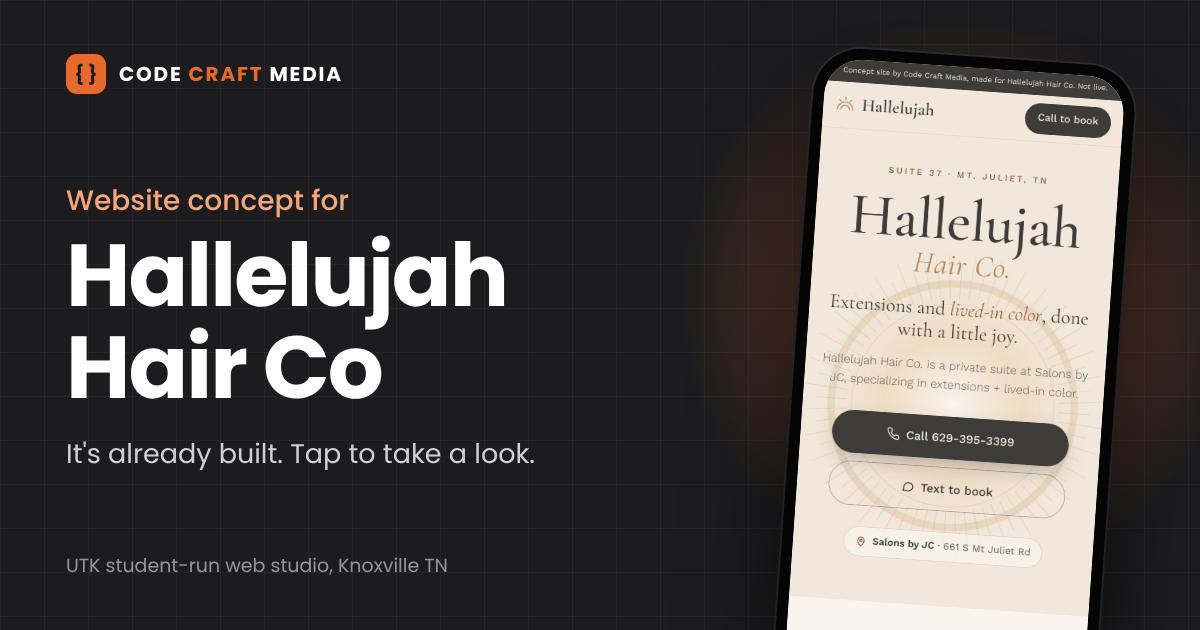 { } CODE CRAFT MEDIA
Website concept for
Hallelujah
Hair Co
It's already built. Tap to take a look.
UTK student-run web studio, Knoxville TN
Concept site by Code Craft Media, made for Hallelujah Hair Co. Not live.
Hallelujah
Call to book
SUITE 37 · MT. JULIET, TN
Hallelujah
Hair Co.
Extensions and lived-in color, done
with a little joy.
Hallelujah Hair Co. is a private suite at Salons by
JC, specializing in extensions + lived-in color.
Call 629-395-3399
Text to book
Salons by JC · 661 S Mt Juliet Rd